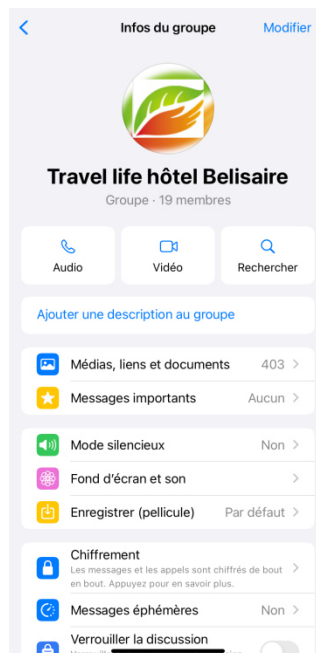 Infos du groupe
Modifier
Travel life hôtel Belisaire
Groupe · 19 membres
Audio
Vidéo
Rechercher
Ajouter une description au groupe
Médias, liens et documents 403
Messages importants Aucun
Mode silencieux Non
Fond d'écran et son
Enregistrer (pellicule) Par défaut
Chiffrement
Les messages et les appels sont chiffrés de bout
en bout. Appuyez pour en savoir plus.
Messages éphémères Non
Verrouiller la discussion